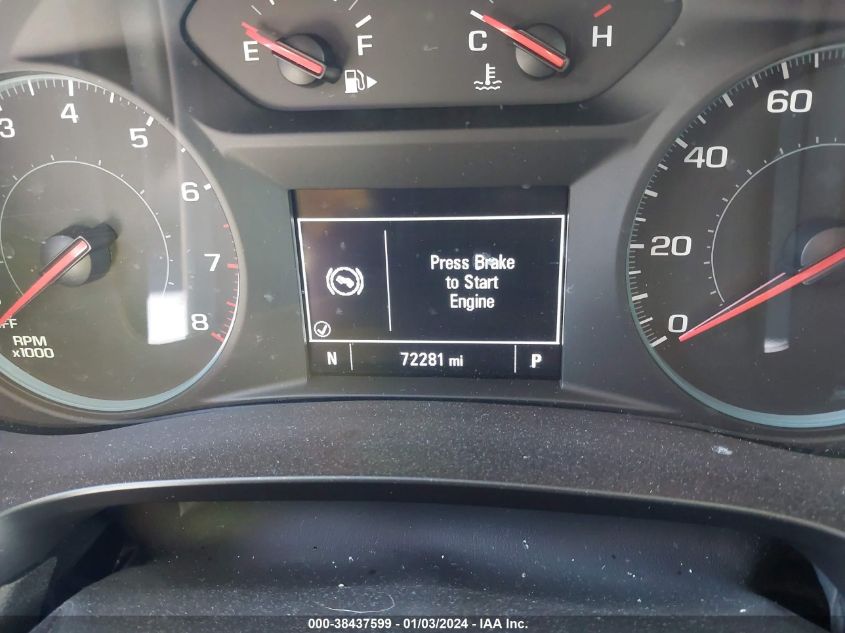 E F
C H
3 4 5 6 7 8
RPM
x1000
0 20 40 60
Press Brake
to Start
Engine
N 72281 mi P
000-38437599 - 01/03/2024 - IAA Inc.